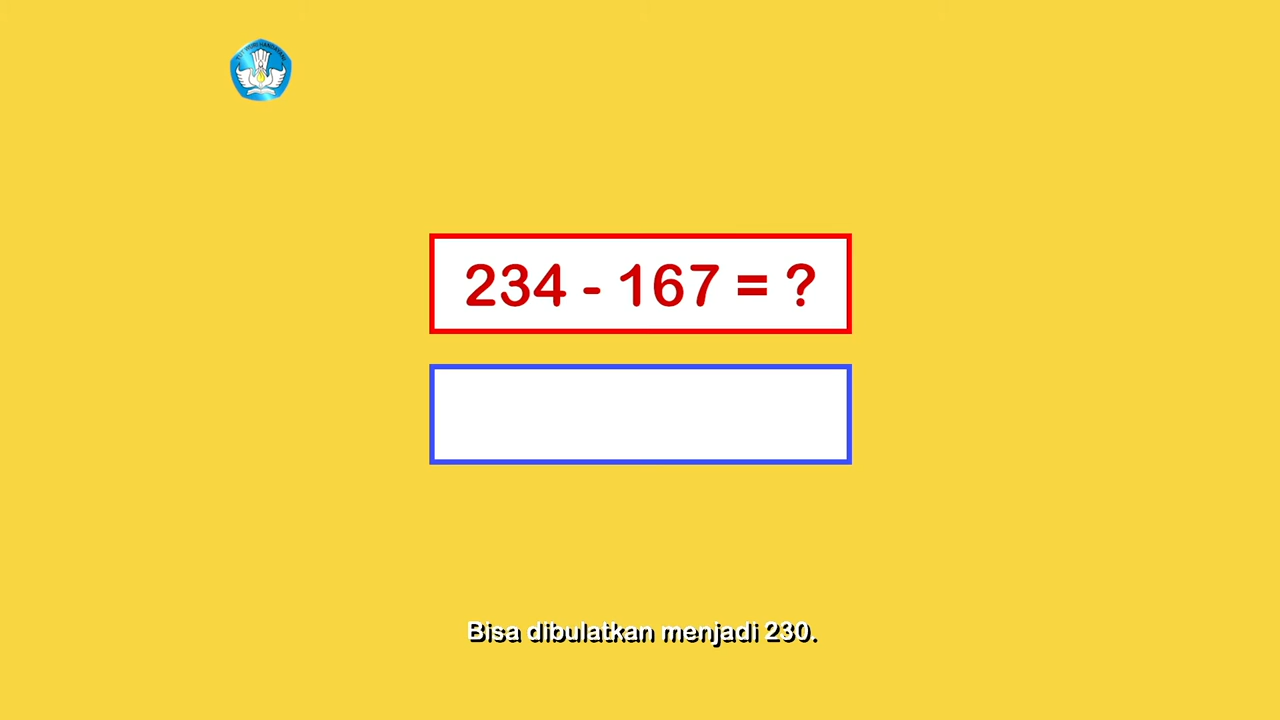 234 - 167 = ?
Bisa dibulatkan menjadi 230.